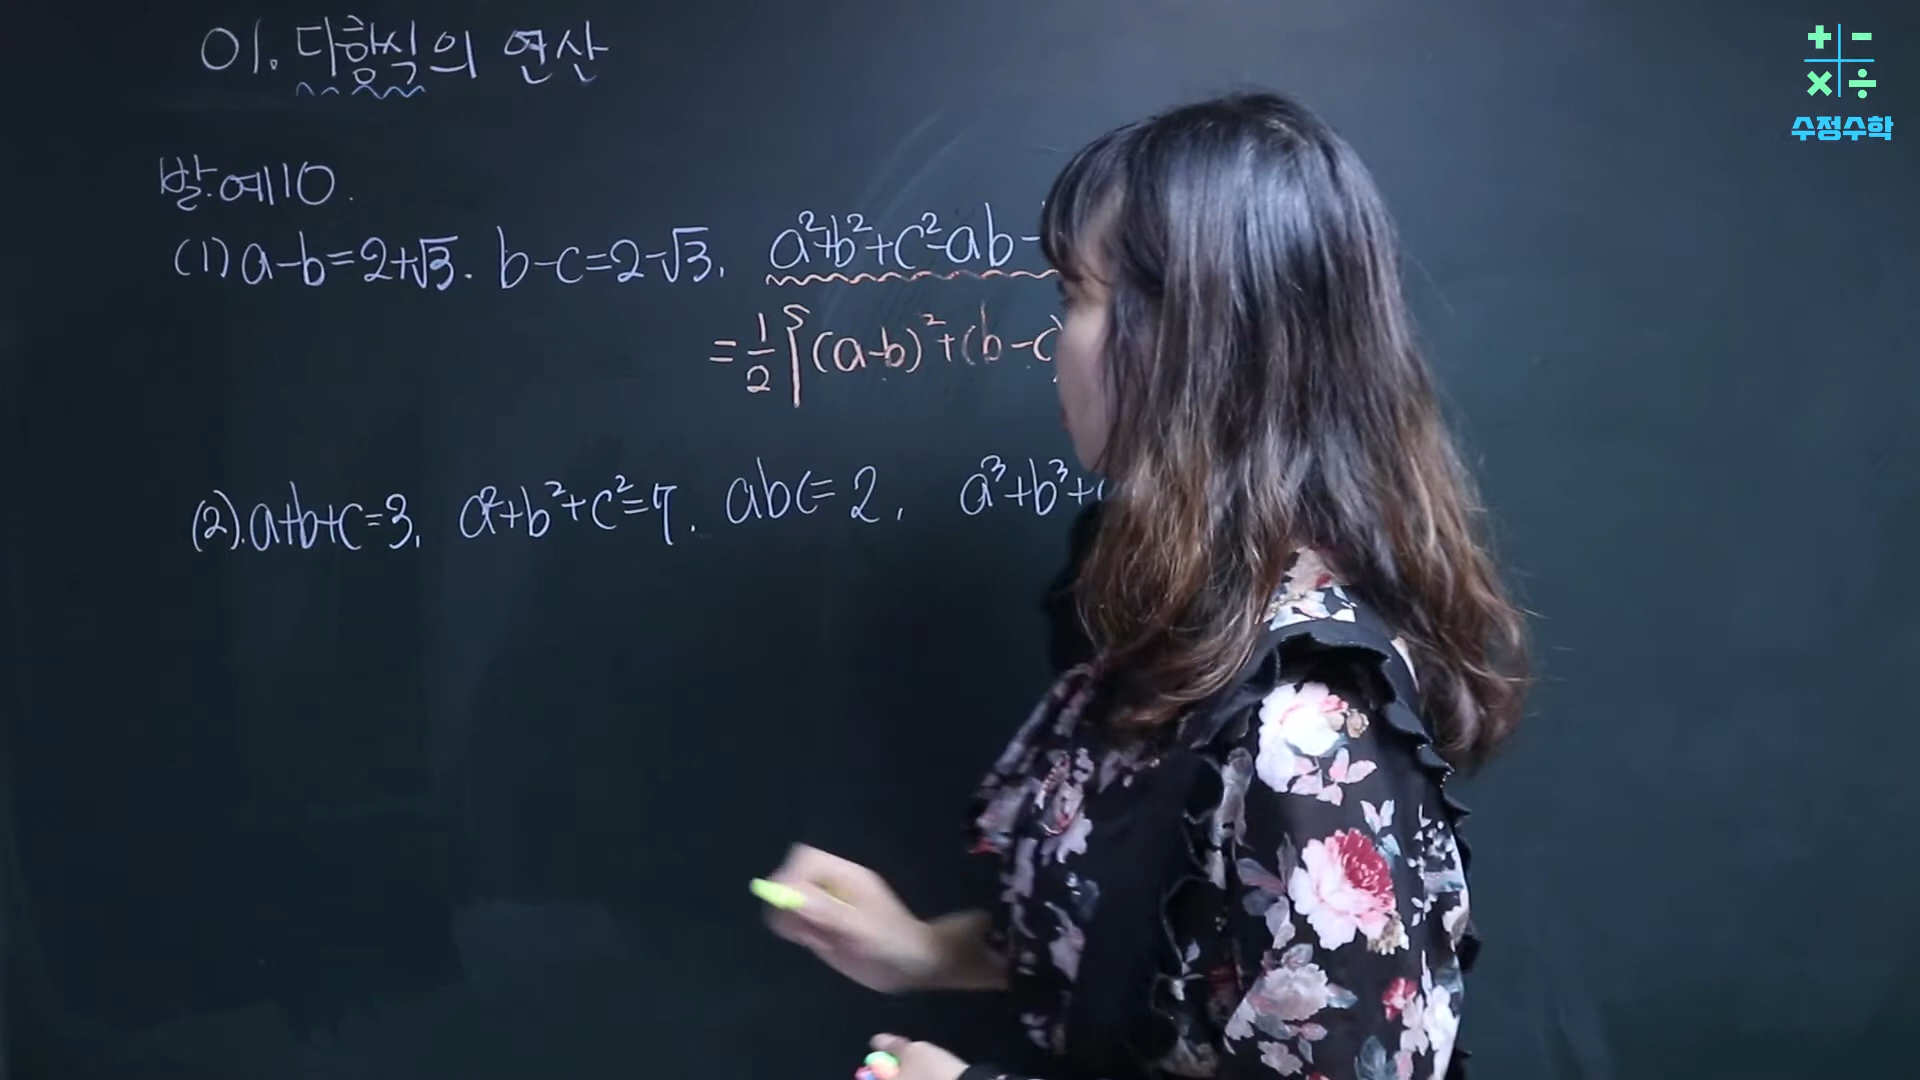 01. 다항식의 연산
수정수학
발.예10.
(1) a-b=2+√3. b-c=2-√3, a²+b²+c²-ab-
=1/2{(a-b)²+(b-c)
(2). a+b+c=3, a²+b²+c²=7. abc=2, a³+b³+